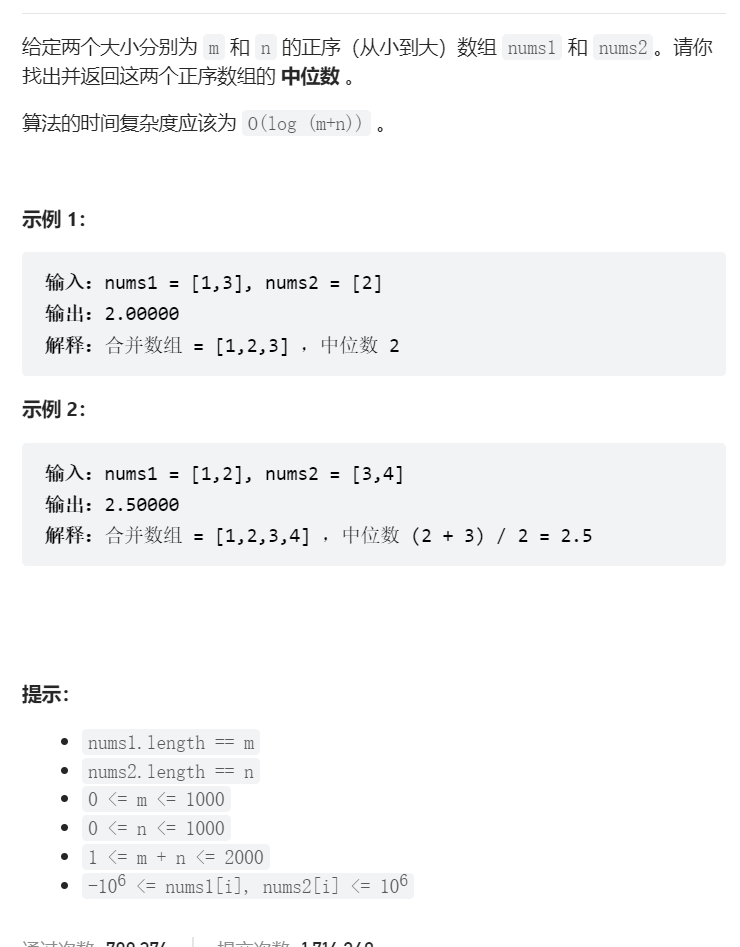 给定两个大小分别为 m 和 n 的正序（从小到大）数组 nums1 和 nums2。请你
找出并返回这两个正序数组的 中位数 。
算法的时间复杂度应该为 O(log (m+n)) 。
示例 1：
输入：nums1 = [1,3], nums2 = [2]
输出：2.00000
解释：合并数组 = [1,2,3] ，中位数 2
示例 2：
输入：nums1 = [1,2], nums2 = [3,4]
输出：2.50000
解释：合并数组 = [1,2,3,4] ，中位数 (2 + 3) / 2 = 2.5
提示：
nums1.length == m
nums2.length == n
0 <= m <= 1000
0 <= n <= 1000
1 <= m + n <= 2000
-10⁶ <= nums1[i], nums2[i] <= 10⁶